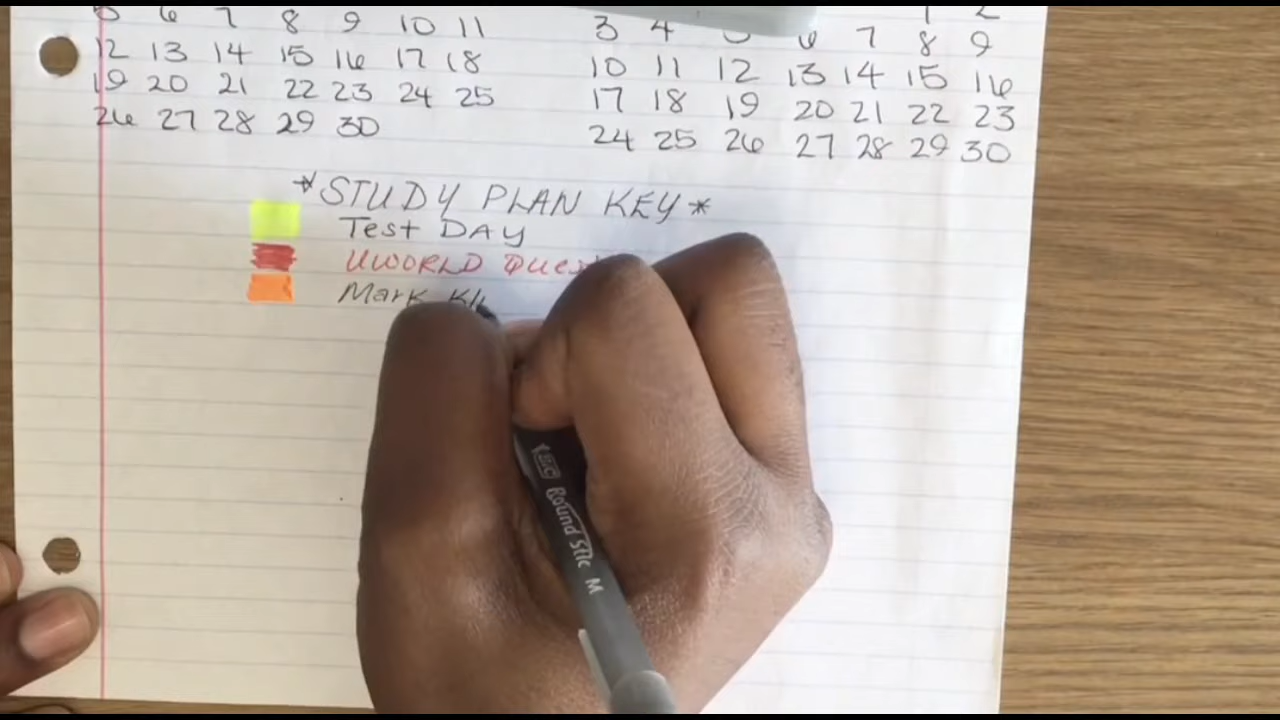 6 7 8 9 10 11
12 13 14 15 16 17 18
19 20 21 22 23 24 25
26 27 28 29 30
1 2
3 4 6 7 8 9
10 11 12 13 14 15 16
17 18 19 20 21 22 23
24 25 26 27 28 29 30
*STUDY PLAN KEY*
Test DAY
UWORLD
Mark
BIC Round Stic M